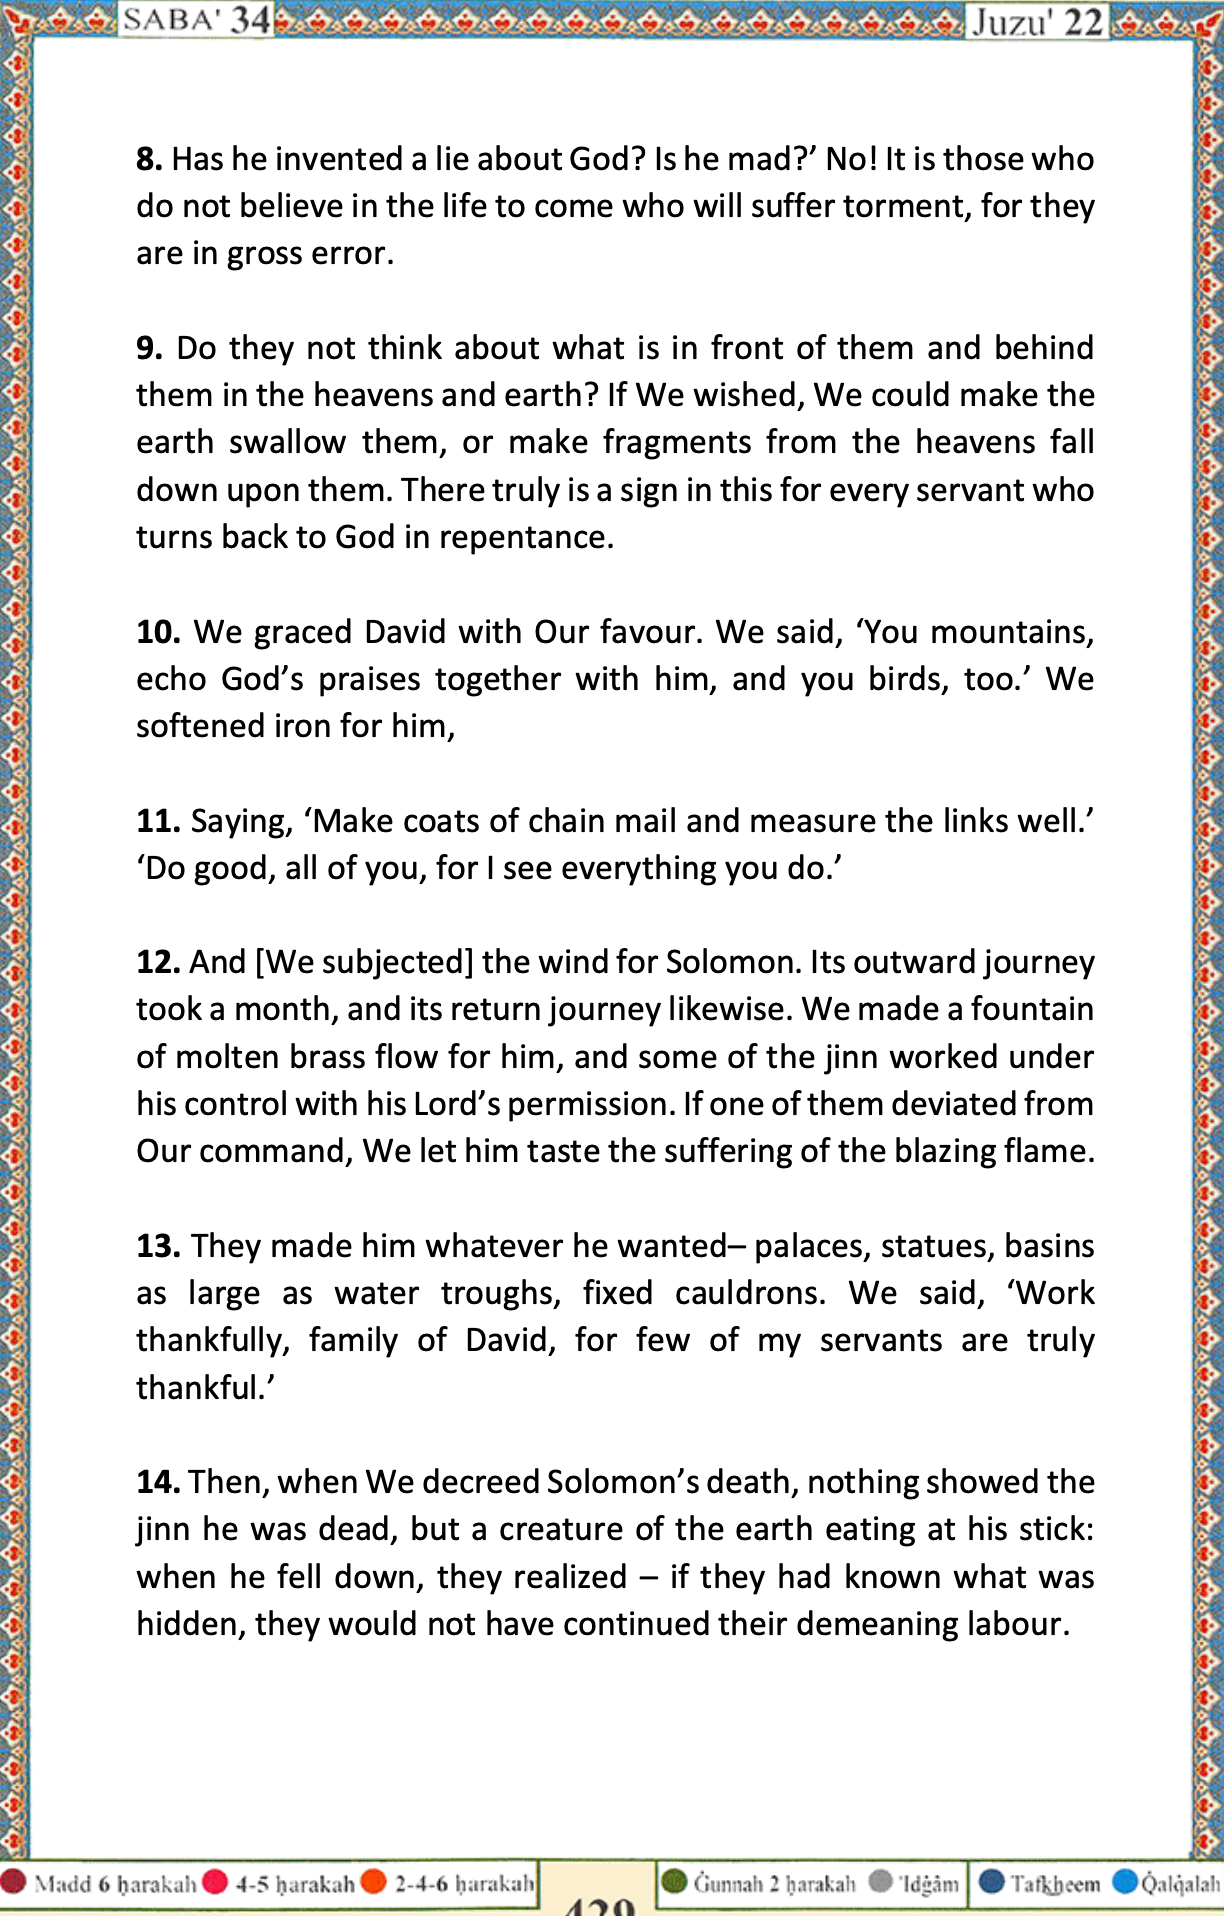 SABA' 34
Juzu' 22
8. Has he invented a lie about God? Is he mad?’ No! It is those who
do not believe in the life to come who will suffer torment, for they
are in gross error.
9. Do they not think about what is in front of them and behind
them in the heavens and earth? If We wished, We could make the
earth swallow them, or make fragments from the heavens fall
down upon them. There truly is a sign in this for every servant who
turns back to God in repentance.
10. We graced David with Our favour. We said, ‘You mountains,
echo God’s praises together with him, and you birds, too.’ We
softened iron for him,
11. Saying, ‘Make coats of chain mail and measure the links well.’
‘Do good, all of you, for I see everything you do.’
12. And [We subjected] the wind for Solomon. Its outward journey
took a month, and its return journey likewise. We made a fountain
of molten brass flow for him, and some of the jinn worked under
his control with his Lord’s permission. If one of them deviated from
Our command, We let him taste the suffering of the blazing flame.
13. They made him whatever he wanted– palaces, statues, basins
as large as water troughs, fixed cauldrons. We said, ‘Work
thankfully, family of David, for few of my servants are truly
thankful.’
14. Then, when We decreed Solomon’s death, nothing showed the
jinn he was dead, but a creature of the earth eating at his stick:
when he fell down, they realized – if they had known what was
hidden, they would not have continued their demeaning labour.
Madd 6 ḥarakah 4-5 ḥarakah 2-4-6 ḥarakah
429
Ġunnah 2 ḥarakah 'Idġâm Tafkheem Q̇alq̇alah